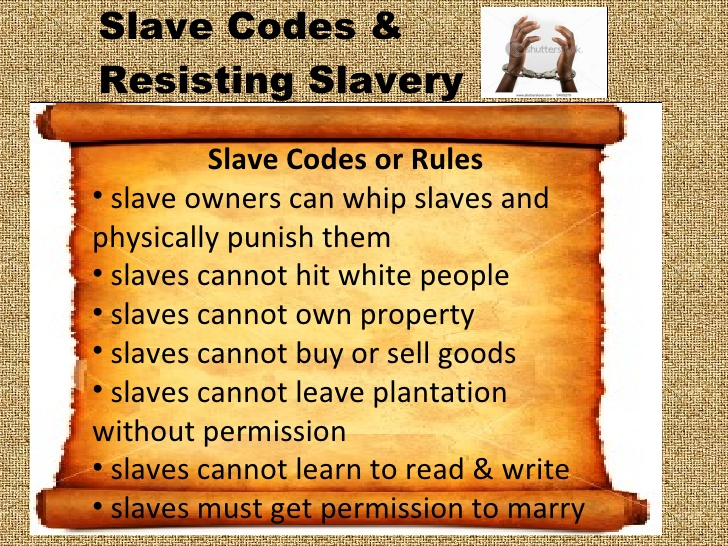 Slave Codes &
Resisting Slavery
shutterstock
Slave Codes or Rules
• slave owners can whip slaves and
physically punish them
• slaves cannot hit white people
• slaves cannot own property
• slaves cannot buy or sell goods
• slaves cannot leave plantation
without permission
• slaves cannot learn to read & write
• slaves must get permission to marry